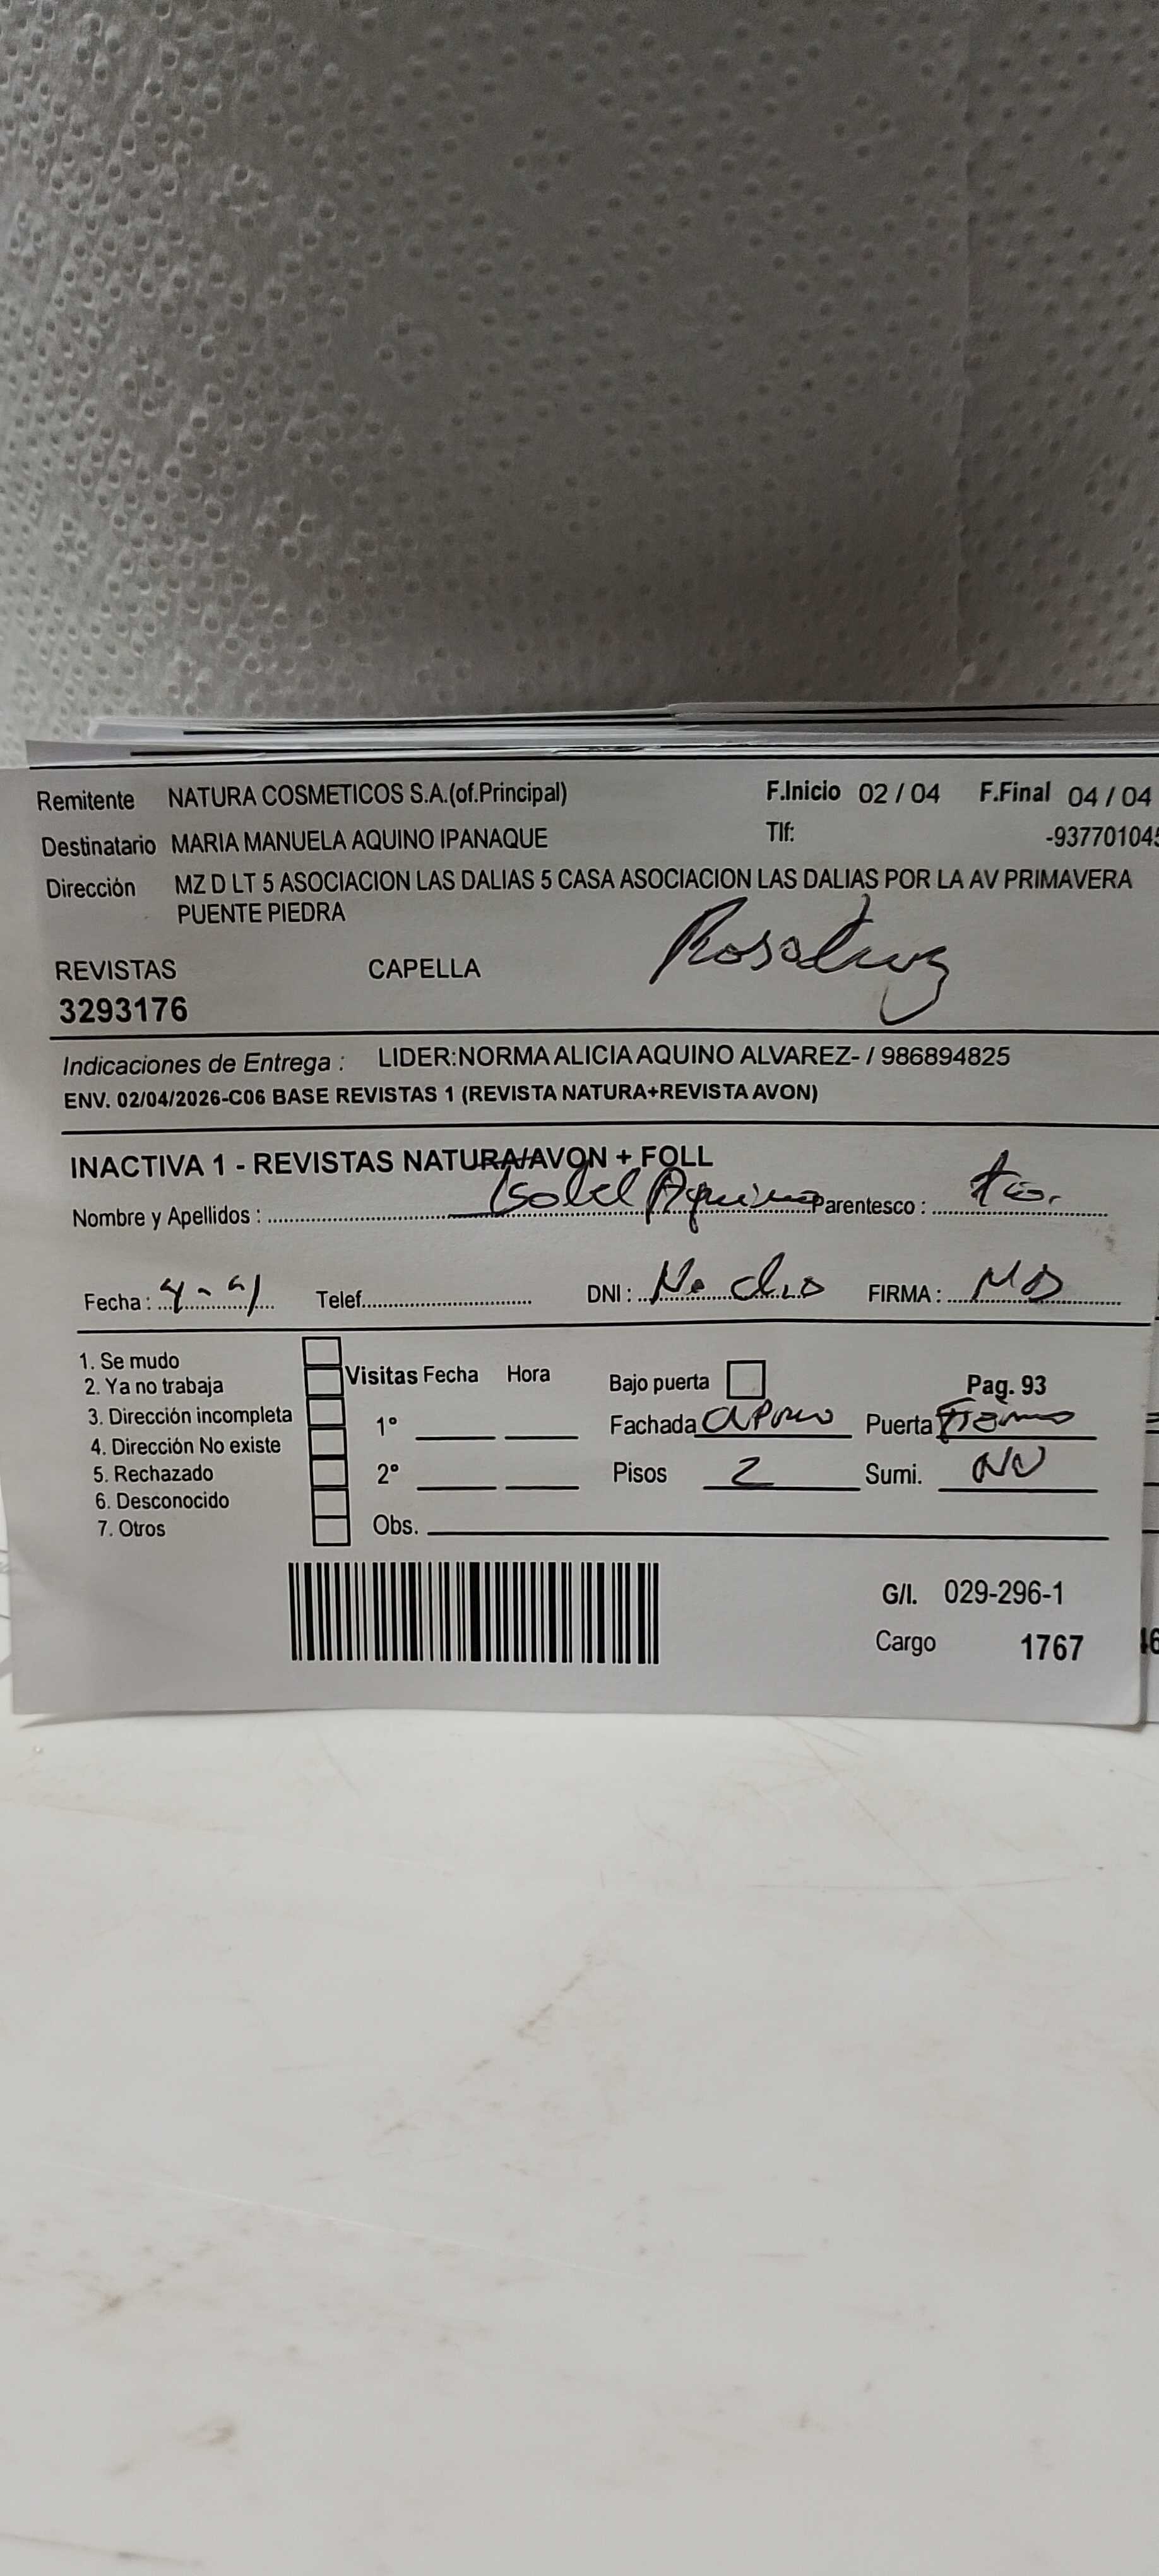 Remitente NATURA COSMETICOS S.A.(of.Principal) F.Inicio 02 / 04 F.Final 04 / 04
Destinatario MARIA MANUELA AQUINO IPANAQUE Tlf: -937701045
Dirección MZ D LT 5 ASOCIACION LAS DALIAS 5 CASA ASOCIACION LAS DALIAS POR LA AV PRIMAVERA
PUENTE PIEDRA
REVISTAS CAPELLA
3293176
Indicaciones de Entrega : LIDER:NORMA ALICIA AQUINO ALVAREZ- / 986894825
ENV. 02/04/2026-C06 BASE REVISTAS 1 (REVISTA NATURA+REVISTA AVON)
INACTIVA 1 - REVISTAS NATURA/AVON + FOLL
Nombre y Apellidos : Isabel Aquino Parentesco :
Fecha : Telef. DNI : No dio FIRMA :
1. Se mudo
2. Ya no trabaja Visitas Fecha Hora Bajo puerta Pag. 93
3. Dirección incompleta 1° Fachada Puerta
4. Dirección No existe
5. Rechazado 2° Pisos 2 Sumi. NO
6. Desconocido
7. Otros Obs.
G/I. 029-296-1
Cargo 1767